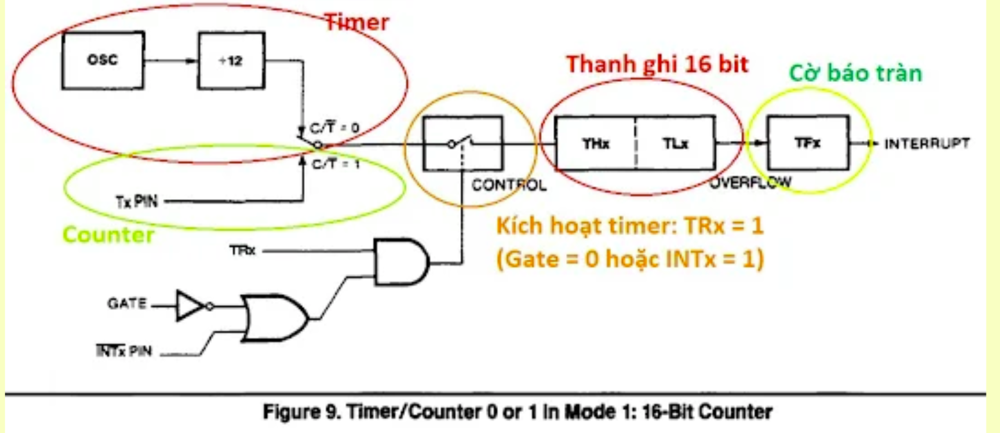 Timer
OSC
÷12
Thanh ghi 16 bit
Cờ báo tràn
C/T̅ = 0
THx
TLx
TFx
INTERRUPT
C/T̅ = 1
CONTROL
OVERFLOW
Tx PIN
Counter
Kích hoạt timer: TRx = 1
(Gate = 0 hoặc INTx = 1)
TRx
GATE
I̅N̅T̅x̅ PIN
Figure 9. Timer/Counter 0 or 1 in Mode 1: 16-Bit Counter